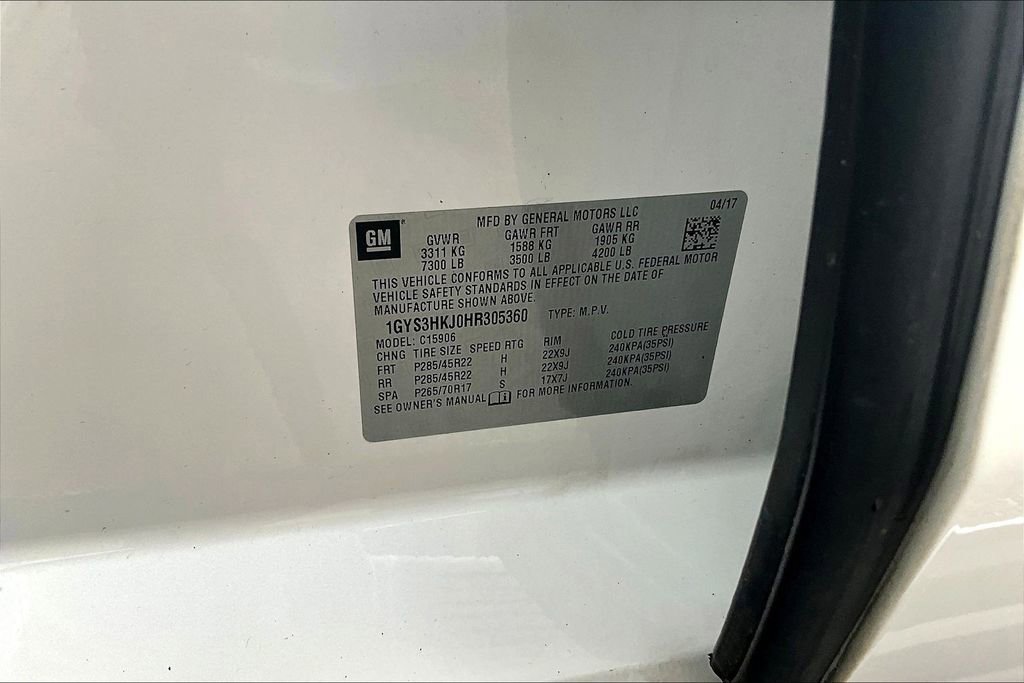 GM
MFD BY GENERAL MOTORS LLC 04/17
GVWR GAWR FRT GAWR RR
3311 KG 1588 KG 1905 KG
7300 LB 3500 LB 4200 LB
THIS VEHICLE CONFORMS TO ALL APPLICABLE U.S. FEDERAL MOTOR
VEHICLE SAFETY STANDARDS IN EFFECT ON THE DATE OF
MANUFACTURE SHOWN ABOVE.
1GYS3HKJ0HR305360 TYPE: M.P.V.
MODEL: C15906
CHNG TIRE SIZE SPEED RTG RIM COLD TIRE PRESSURE
FRT P285/45R22 H 22X9J 240KPA(35PSI)
RR P285/45R22 H 22X9J 240KPA(35PSI)
SPA P265/70R17 S 17X7J 240KPA(35PSI)
SEE OWNER'S MANUAL FOR MORE INFORMATION.